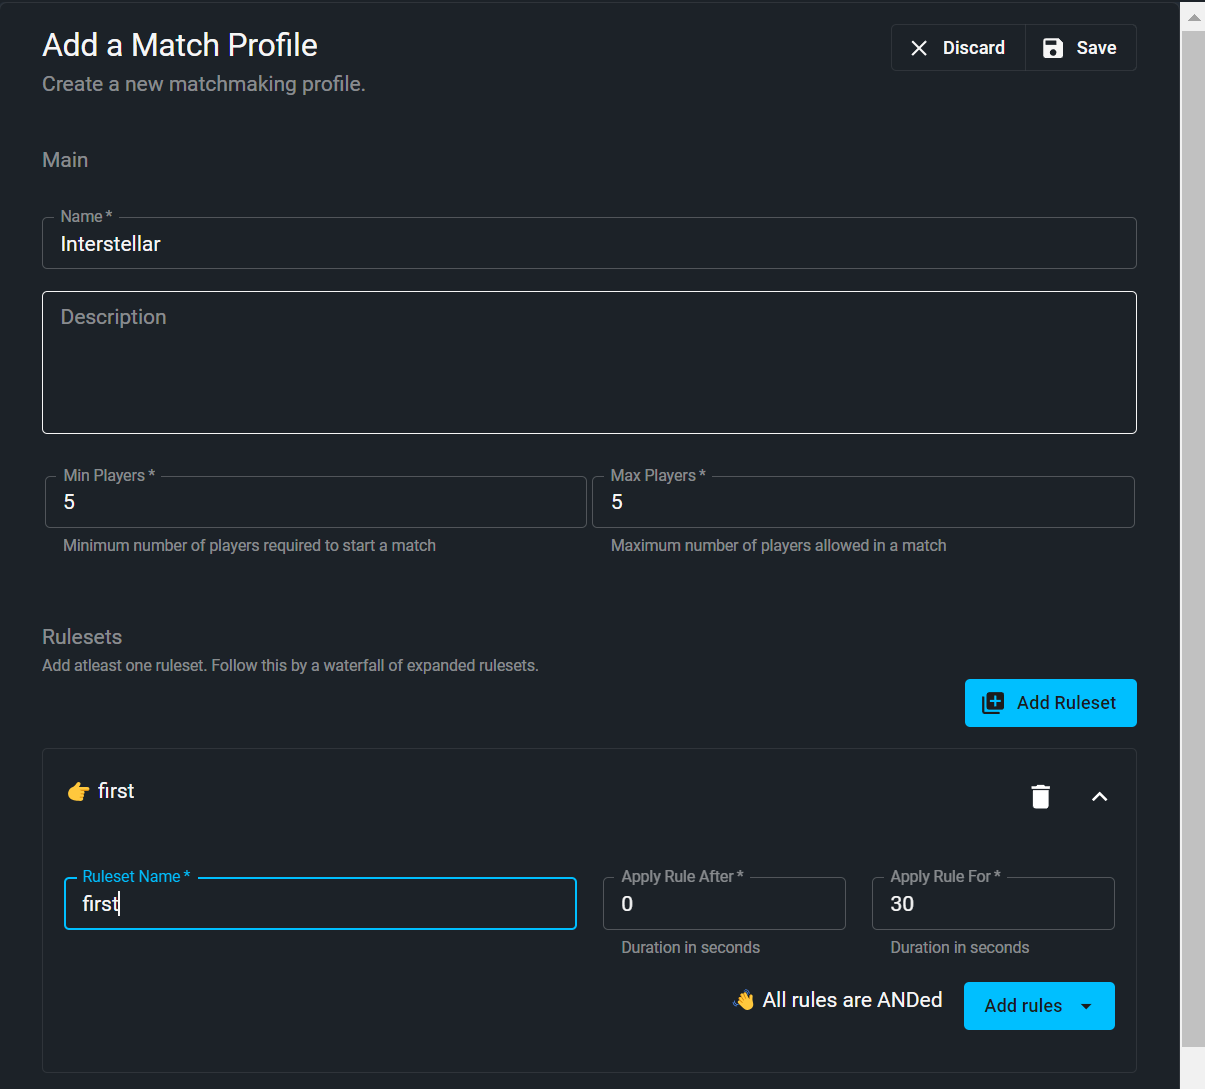 Add a Match Profile
Discard
Save
Create a new matchmaking profile.
Main
Name *
Interstellar
Description
Min Players *
5
Max Players *
5
Minimum number of players required to start a match
Maximum number of players allowed in a match
Rulesets
Add atleast one ruleset. Follow this by a waterfall of expanded rulesets.
Add Ruleset
👉 first
Ruleset Name *
first
Apply Rule After *
0
Duration in seconds
Apply Rule For *
30
Duration in seconds
👋 All rules are ANDed
Add rules